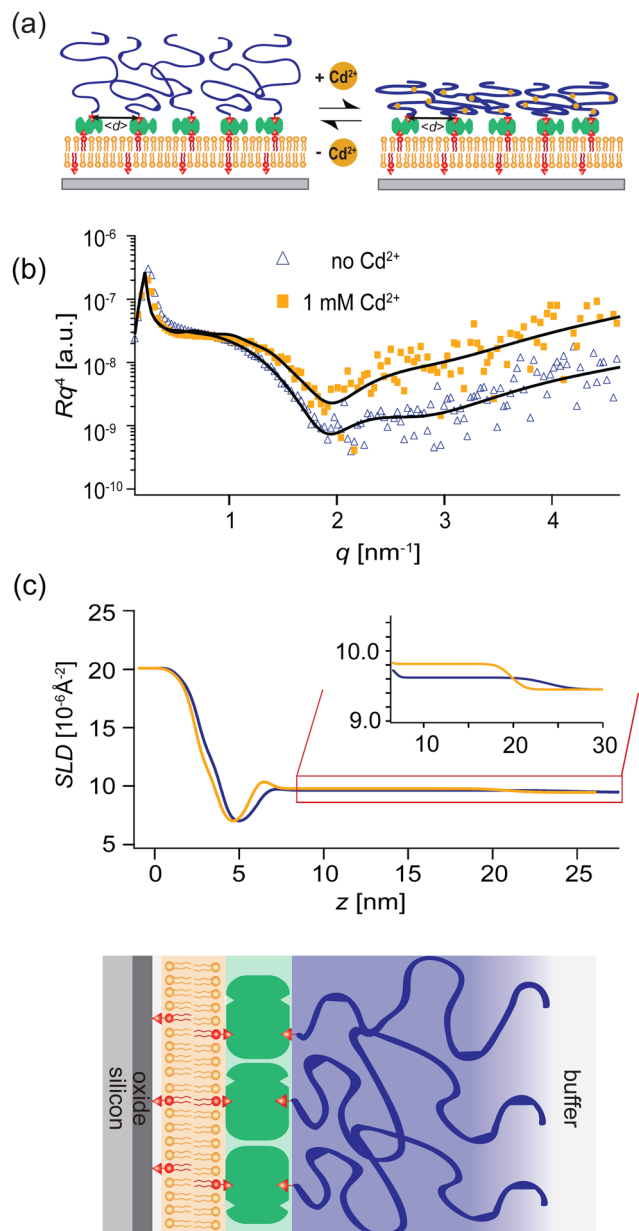 (a)
+ Cd²⁺
<d>
<d>
- Cd²⁺
(b)
10⁻⁶
10⁻⁷
10⁻⁸
10⁻⁹
10⁻¹⁰
Rq⁴ [a.u.]
no Cd²⁺
1 mM Cd²⁺
1
2
3
4
q [nm⁻¹]
(c)
25
20
15
10
5
SLD [10⁻⁶Å⁻²]
10.0
9.0
10
20
30
0
5
10
15
20
25
z [nm]
silicon
oxide
buffer